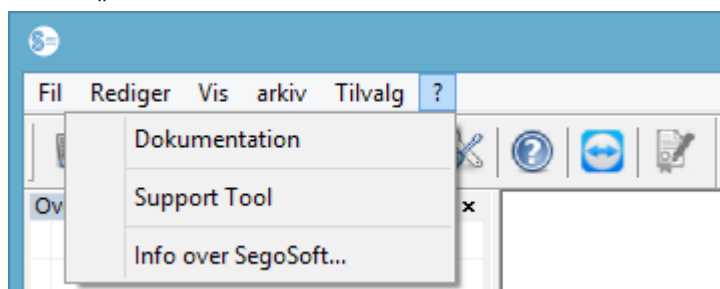 „
Fil Rediger Vis arkiv Tilvalg ?
Dokumentation
Ov
Support Tool
Info over SegoSoft...